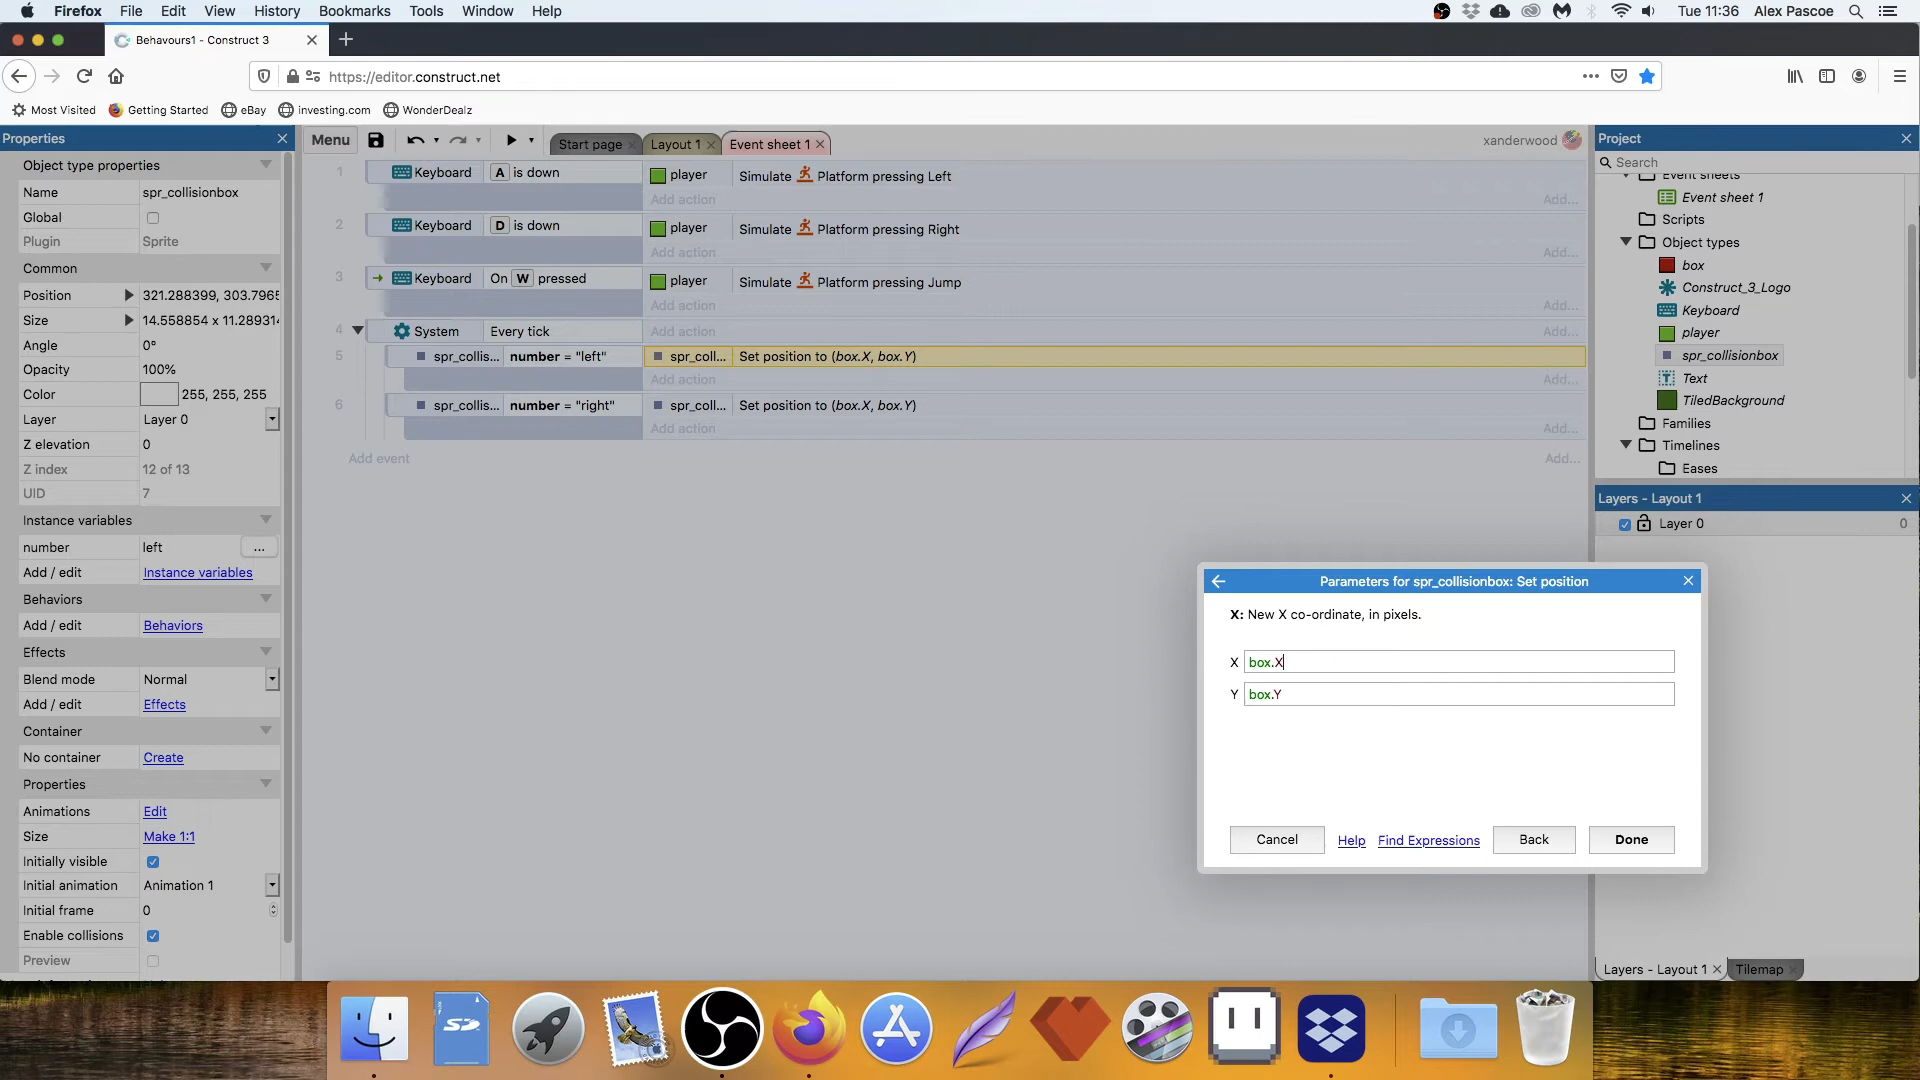 Firefox File Edit View History Bookmarks Tools Window Help
Tue 11:36 Alex Pascoe
Behavours1 - Construct 3
https://editor.construct.net
Most Visited Getting Started eBay investing.com WonderDealz
Properties
Object type properties
Name spr_collisionbox
Global
Plugin Sprite
Common
Position 321.288399, 303.796
Size 14.558854 x 11.289314
Angle 0°
Opacity 100%
Color 255, 255, 255
Layer Layer 0
Z elevation 0
Z index 12 of 13
UID 7
Instance variables
number left ...
Add / edit Instance variables
Behaviors
Add / edit Behaviors
Effects
Blend mode Normal
Add / edit Effects
Container
No container Create
Properties
Animations Edit
Size Make 1:1
Initially visible
Initial animation Animation 1
Initial frame 0
Enable collisions
Preview
Menu
Start page Layout 1 Event sheet 1
xanderwood
1 Keyboard A is down player Simulate Platform pressing Left
Add action Add...
2 Keyboard D is down player Simulate Platform pressing Right
Add action Add...
3 Keyboard On W pressed player Simulate Platform pressing Jump
Add action Add...
4 System Every tick Add action Add...
5 spr_collis... number = "left" spr_coll... Set position to (box.X, box.Y)
Add action Add...
6 spr_collis... number = "right" spr_coll... Set position to (box.X, box.Y)
Add action Add...
Add event Add...
Parameters for spr_collisionbox: Set position
X: New X co-ordinate, in pixels.
X box.X
Y box.Y
Cancel Help Find Expressions Back Done
Project
Search
Event sheets
Event sheet 1
Scripts
Object types
box
Construct_3_Logo
Keyboard
player
spr_collisionbox
Text
TiledBackground
Families
Timelines
Eases
Layers - Layout 1
Layer 0 0
Layers - Layout 1 Tilemap
SD